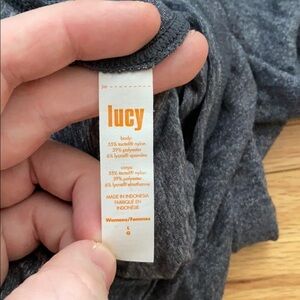 lucy
body:
55% tactel® nylon
39% polyester
6% lycra® spandex
corps:
55% tactel® nylon
39% polyester
6% lycra® élasthanne
MADE IN INDONESIA
FABRIQUÉ EN
INDONÉSIE
Womens/Femmes
L
G